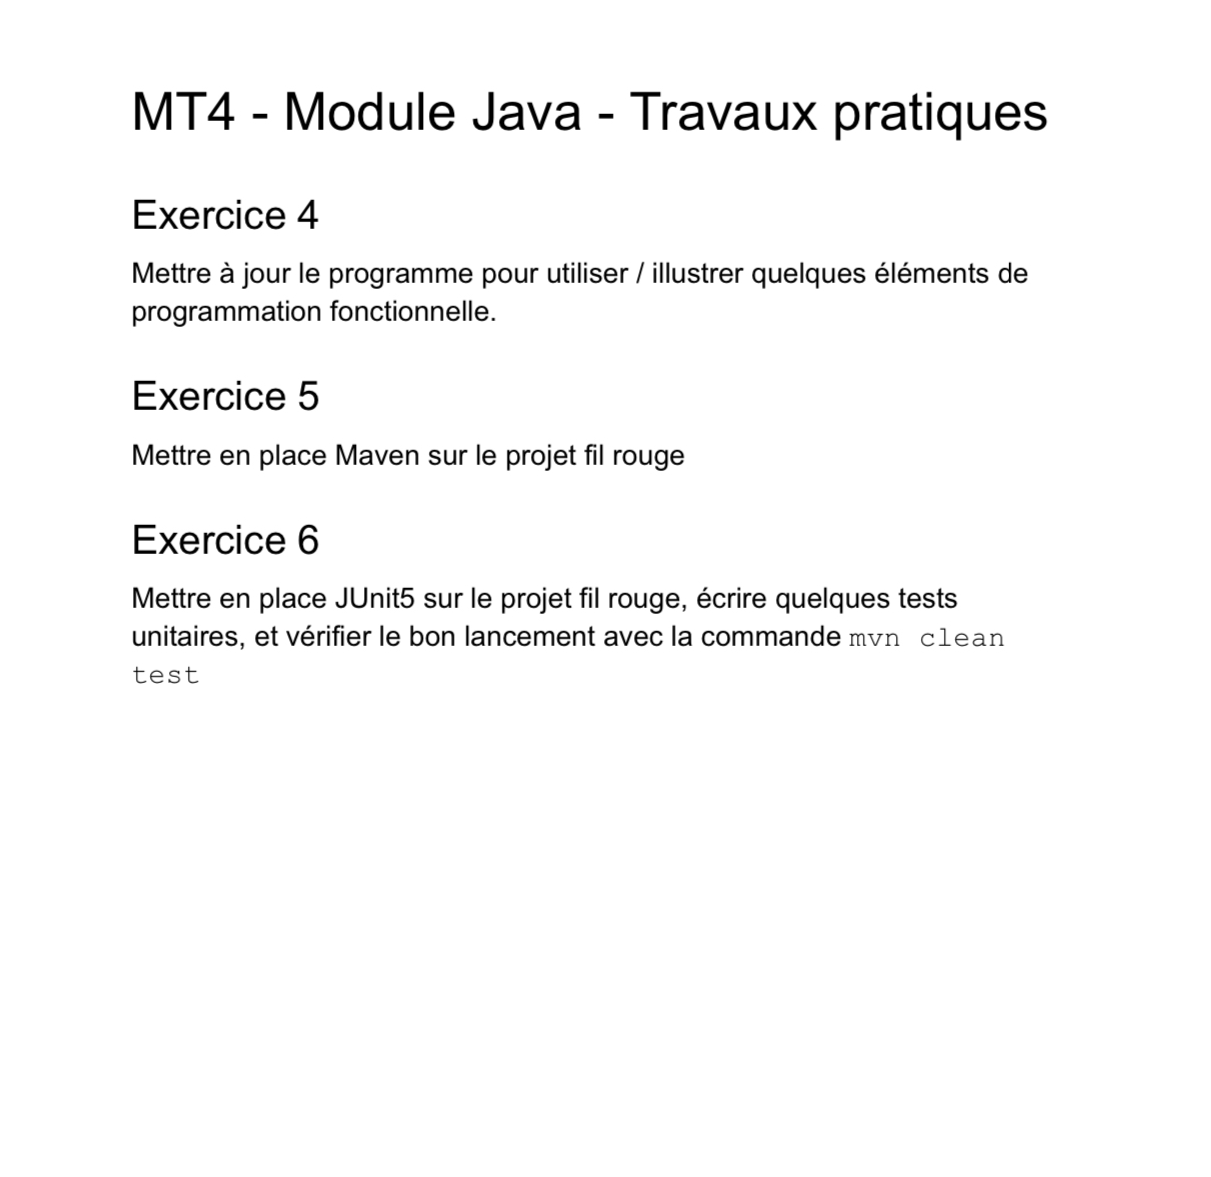 MT4 - Module Java - Travaux pratiques
Exercice 4
Mettre à jour le programme pour utiliser / illustrer quelques éléments de
programmation fonctionnelle.
Exercice 5
Mettre en place Maven sur le projet fil rouge
Exercice 6
Mettre en place JUnit5 sur le projet fil rouge, écrire quelques tests
unitaires, et vérifier le bon lancement avec la commande mvn clean
test